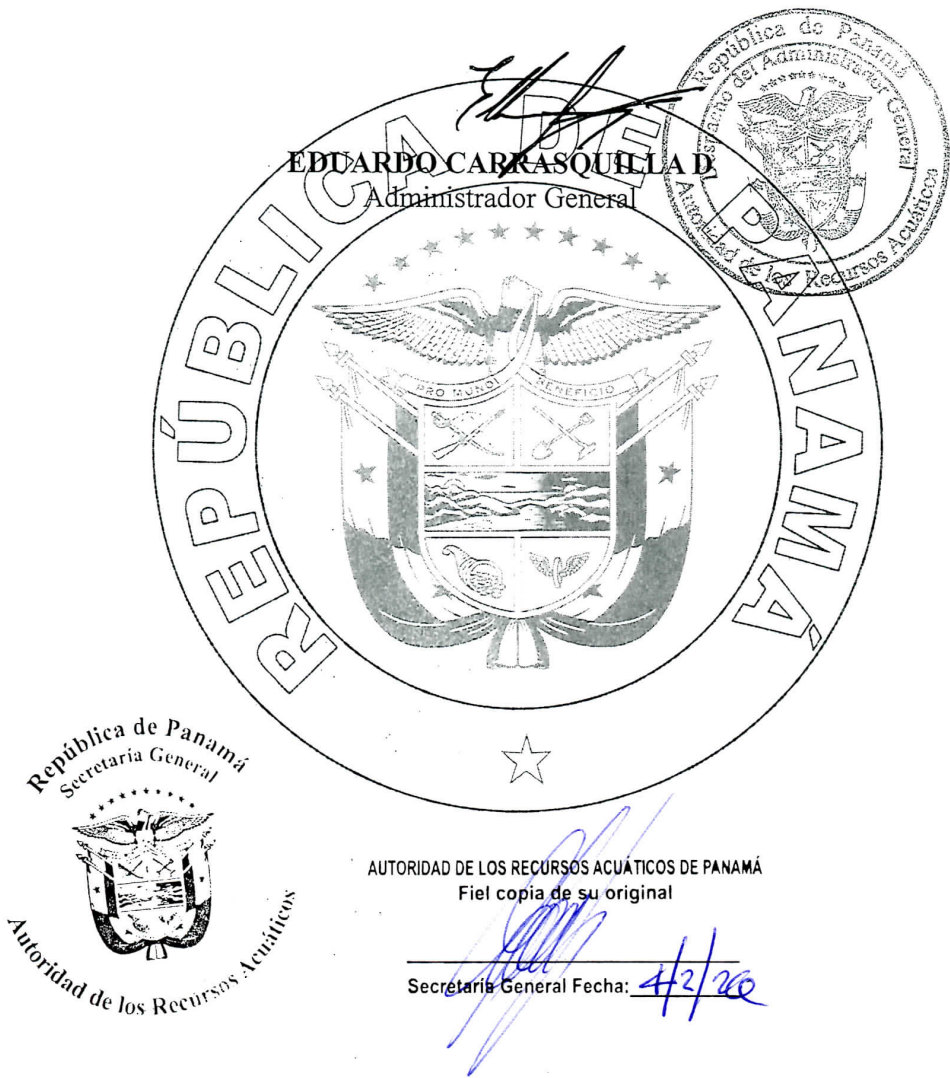 EDUARDO CARRASQUILLA D.
Administrador General
República de Panamá
Despacho del Administrador General
Autoridad de los Recursos Acuáticos
REPÚBLICA DE PANAMÁ
PRO MUNDI BENEFICIO
República de Panamá
Secretaría General
Autoridad de los Recursos Acuáticos
AUTORIDAD DE LOS RECURSOS ACUÁTICOS DE PANAMÁ
Fiel copia de su original
Secretaría General Fecha: 4/2/